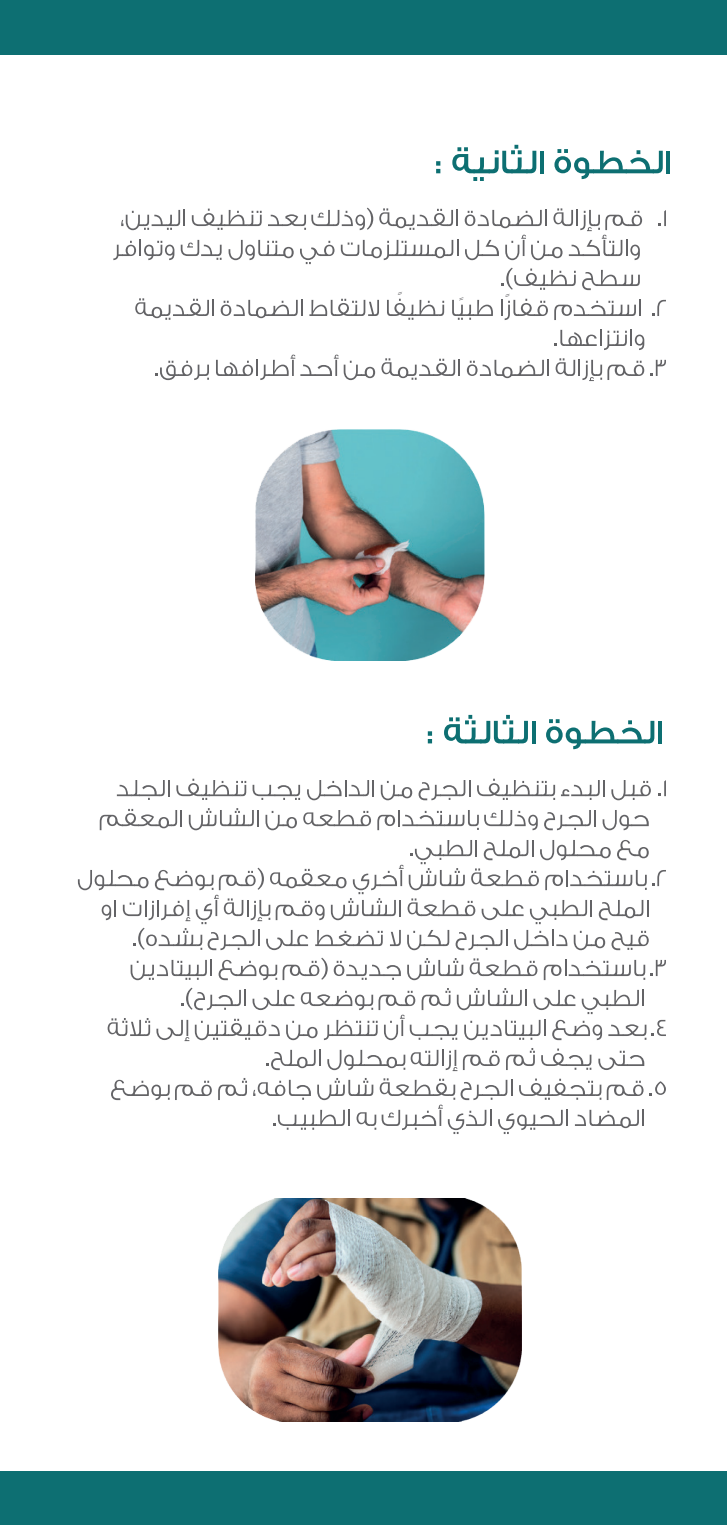 الخطوة الثانية :
١. قم بإزالة الضمادة القديمة (وذلك بعد تنظيف اليدين،
والتأكد من أن كل المستلزمات في متناول يدك وتوافر
سطح نظيف).
٢. استخدم قفازًا طبيًا نظيفًا لالتقاط الضمادة القديمة
وانتزاعها.
٣. قم بإزالة الضمادة القديمة من أحد أطرافها برفق.
الخطوة الثالثة :
١. قبل البدء بتنظيف الجرح من الداخل يجب تنظيف الجلد
حول الجرح وذلك باستخدام قطعه من الشاش المعقم
مع محلول الملح الطبي.
٢. باستخدام قطعة شاش أخري معقمه (قم بوضع محلول
الملح الطبي على قطعة الشاش وقم بإزالة أي إفرازات او
قيح من داخل الجرح لكن لا تضغط على الجرح بشده).
٣. باستخدام قطعة شاش جديدة (قم بوضع البيتادين
الطبي على الشاش ثم قم بوضعه على الجرح).
٤. بعد وضع البيتادين يجب أن تنتظر من دقيقتين إلى ثلاثة
حتى يجف ثم قم إزالته بمحلول الملح.
٥. قم بتجفيف الجرح بقطعة شاش جافه، ثم قم بوضع
المضاد الحيوي الذي أخبرك به الطبيب.